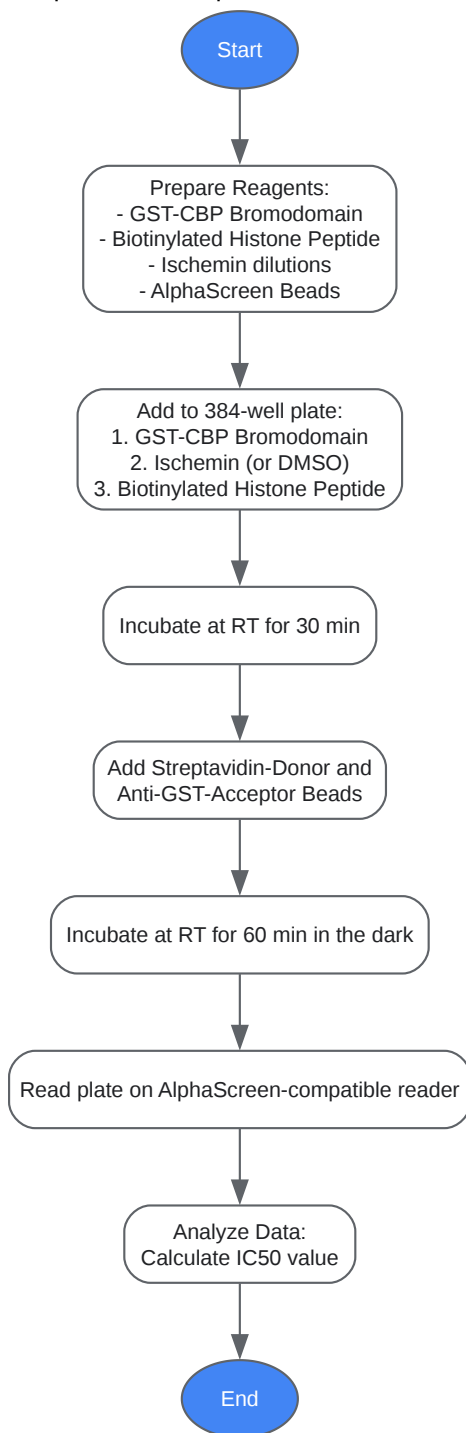 Start
Prepare Reagents:
- GST-CBP Bromodomain
- Biotinylated Histone Peptide
- Ischemin dilutions
- AlphaScreen Beads
Add to 384-well plate:
1. GST-CBP Bromodomain
2. Ischemin (or DMSO)
3. Biotinylated Histone Peptide
Incubate at RT for 30 min
Add Streptavidin-Donor and
Anti-GST-Acceptor Beads
Incubate at RT for 60 min in the dark
Read plate on AlphaScreen-compatible reader
Analyze Data:
Calculate IC50 value
End